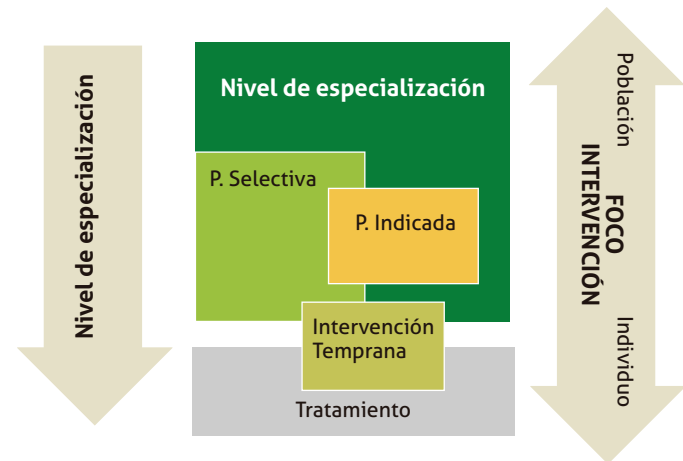 Nivel de especialización
Nivel de especialización
P. Selectiva
P. Indicada
Intervención
Temprana
Tratamiento
Población
FOCO
INTERVENCIÓN
Individuo